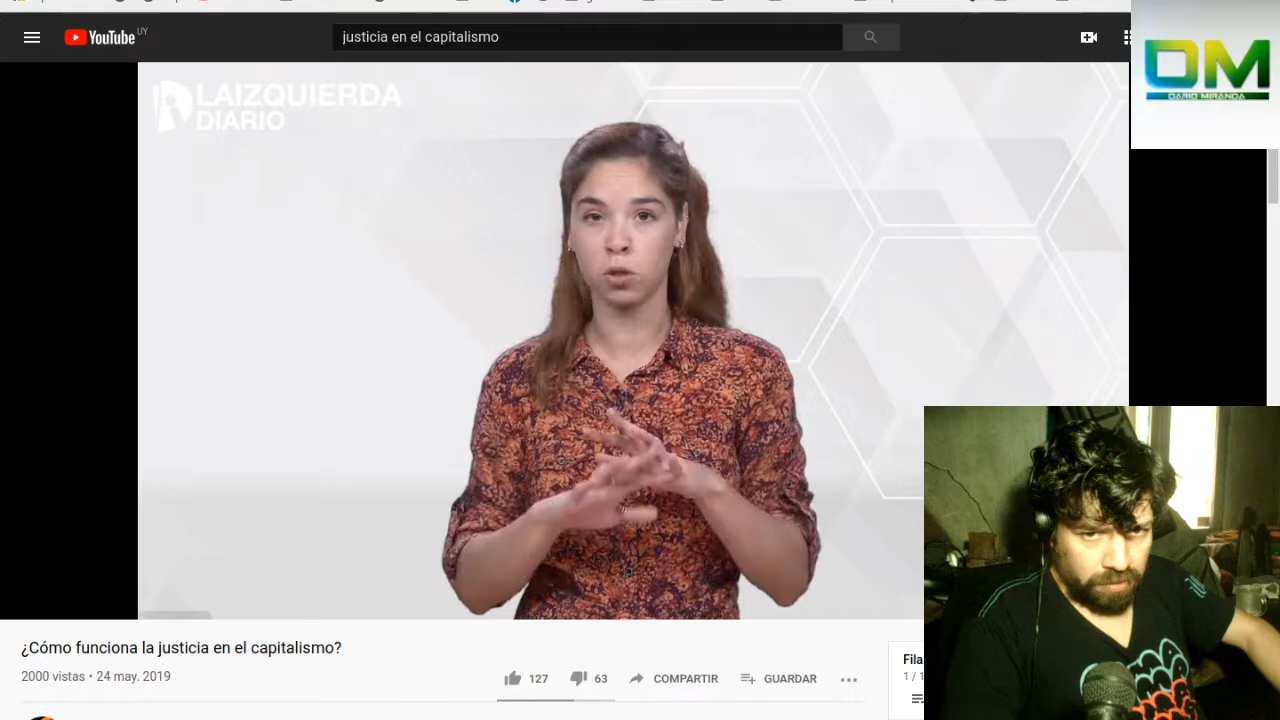 YouTube UY
justicia en el capitalismo
DM
DARIO MIRANDA
LAIZQUIERDA
DIARIO
¿Cómo funciona la justicia en el capitalismo?
2000 vistas • 24 may. 2019
127
63
COMPARTIR
GUARDAR
Fila
1 / 1